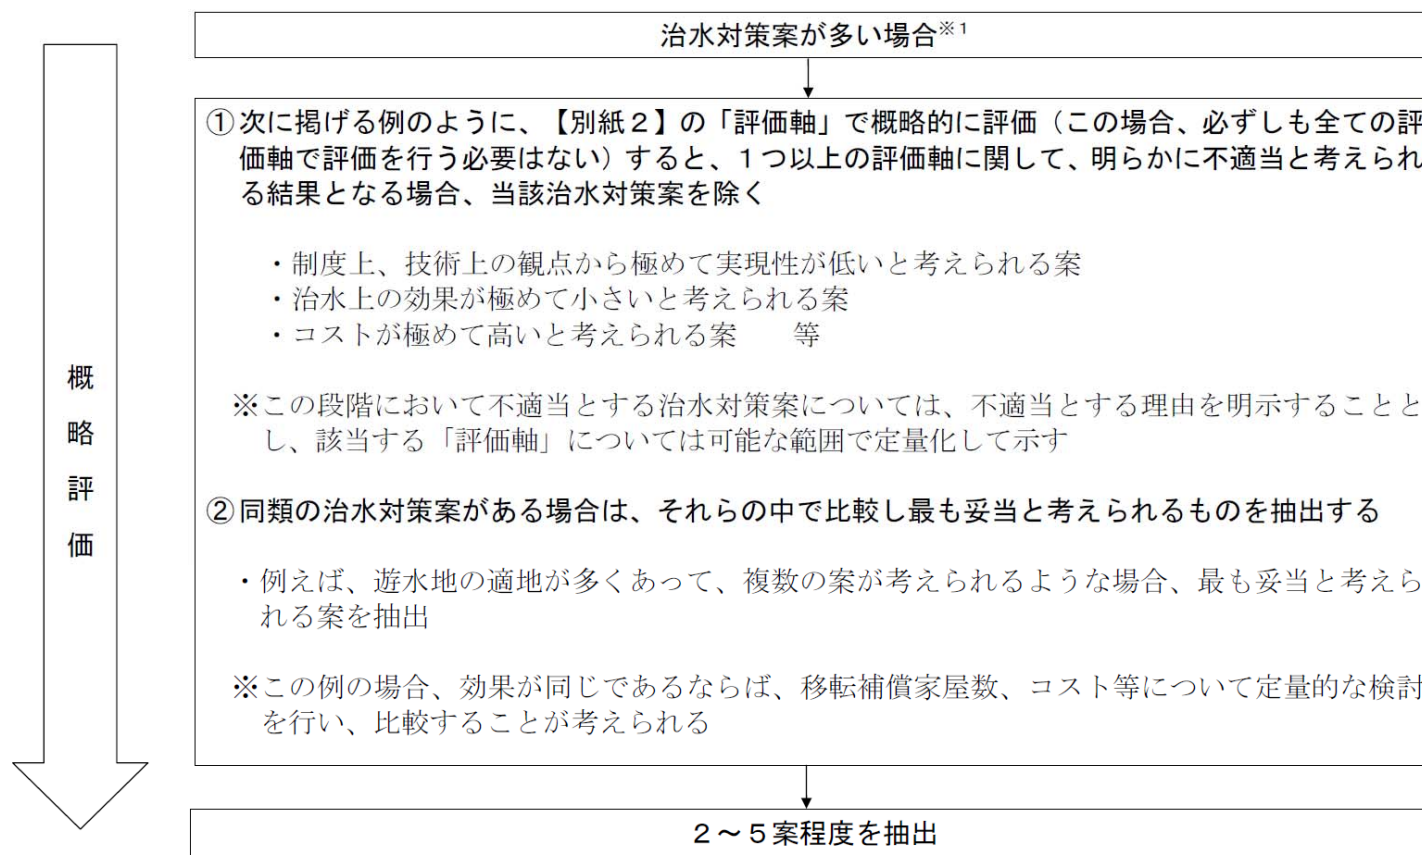 治水対策案が多い場合※１
①次に掲げる例のように、【別紙２】の「評価軸」で概略的に評価（この場合、必ずしも全ての評
価軸で評価を行う必要はない）すると、１つ以上の評価軸に関して、明らかに不適当と考えられ
る結果となる場合、当該治水対策案を除く
・制度上、技術上の観点から極めて実現性が低いと考えられる案
・治水上の効果が極めて小さいと考えられる案
・コストが極めて高いと考えられる案　　等
※この段階において不適当とする治水対策案については、不適当とする理由を明示することと
し、該当する「評価軸」については可能な範囲で定量化して示す
②同類の治水対策案がある場合は、それらの中で比較し最も妥当と考えられるものを抽出する
・例えば、遊水地の適地が多くあって、複数の案が考えられるような場合、最も妥当と考えら
れる案を抽出
※この例の場合、効果が同じであるならば、移転補償家屋数、コスト等について定量的な検討
を行い、比較することが考えられる
２～５案程度を抽出
概略評価